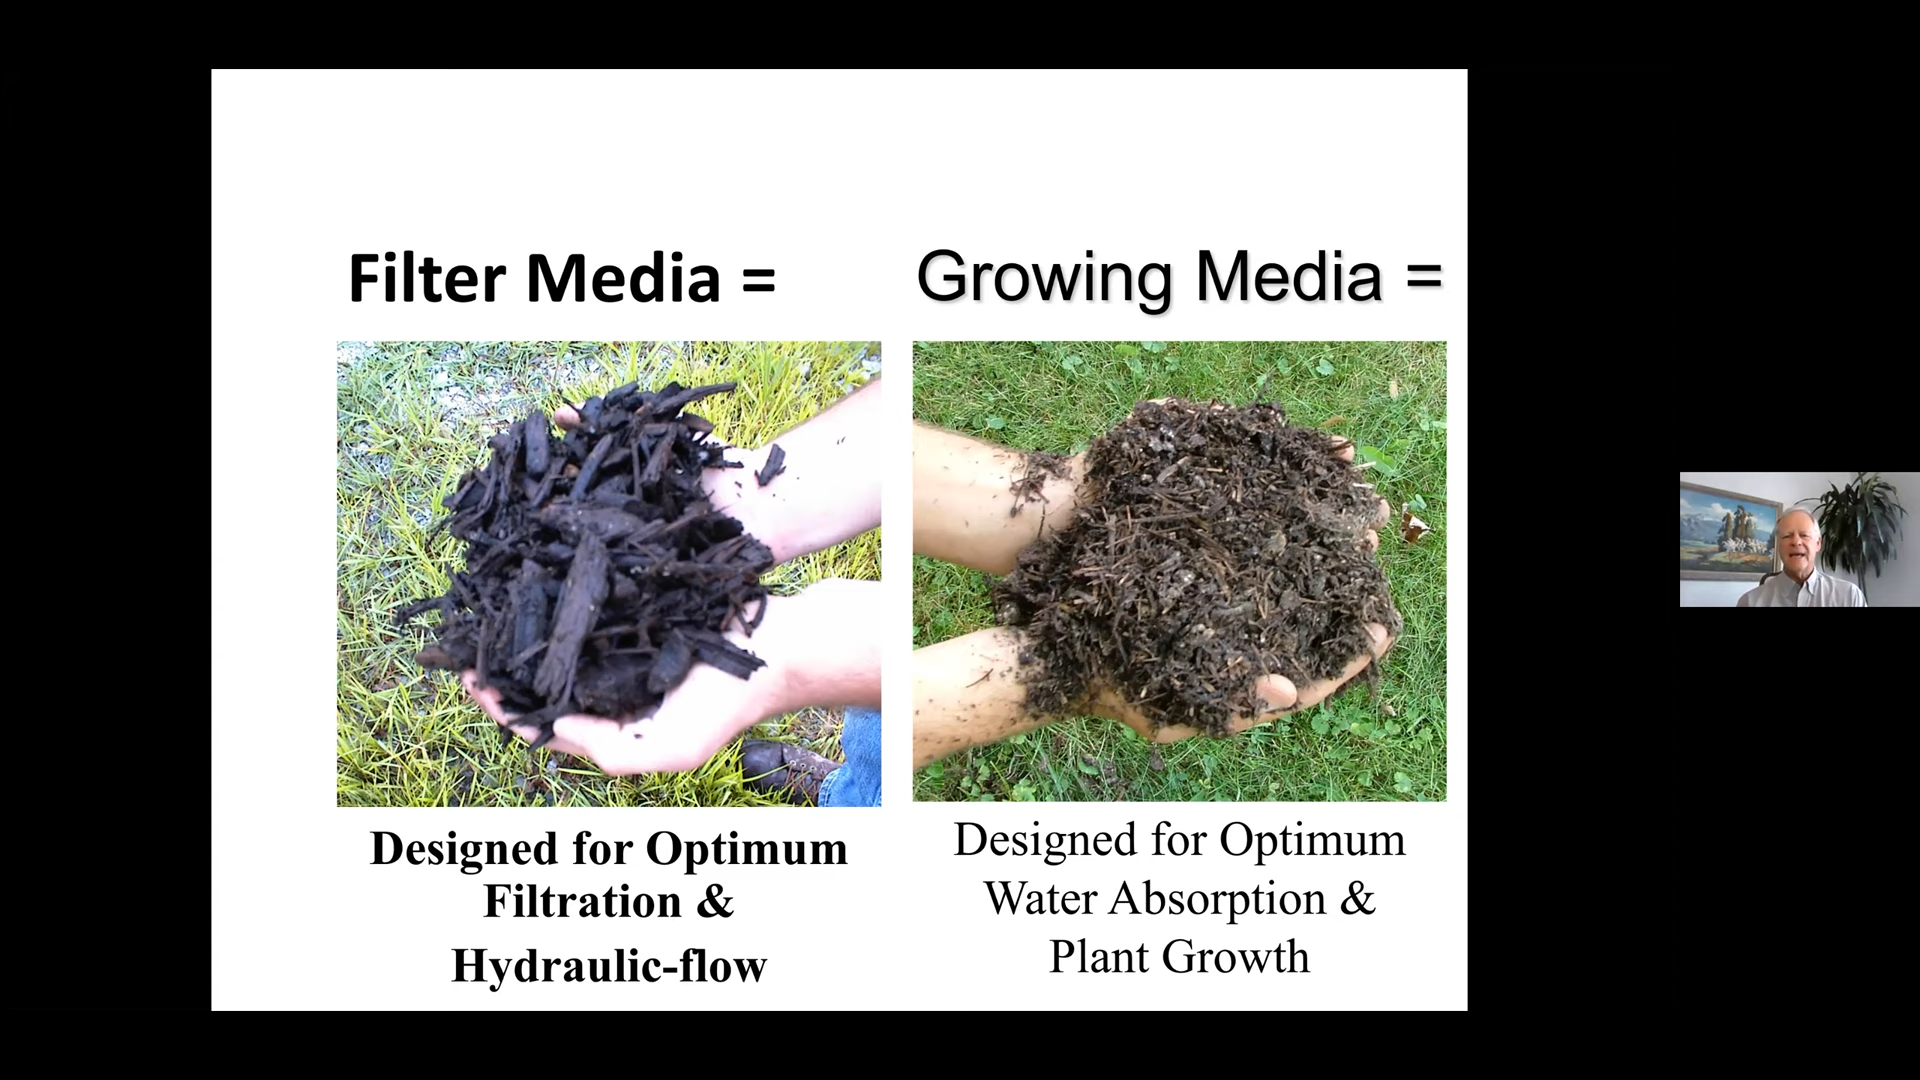 Filter Media =
Growing Media =
Designed for Optimum
Filtration &
Hydraulic-flow
Designed for Optimum
Water Absorption &
Plant Growth